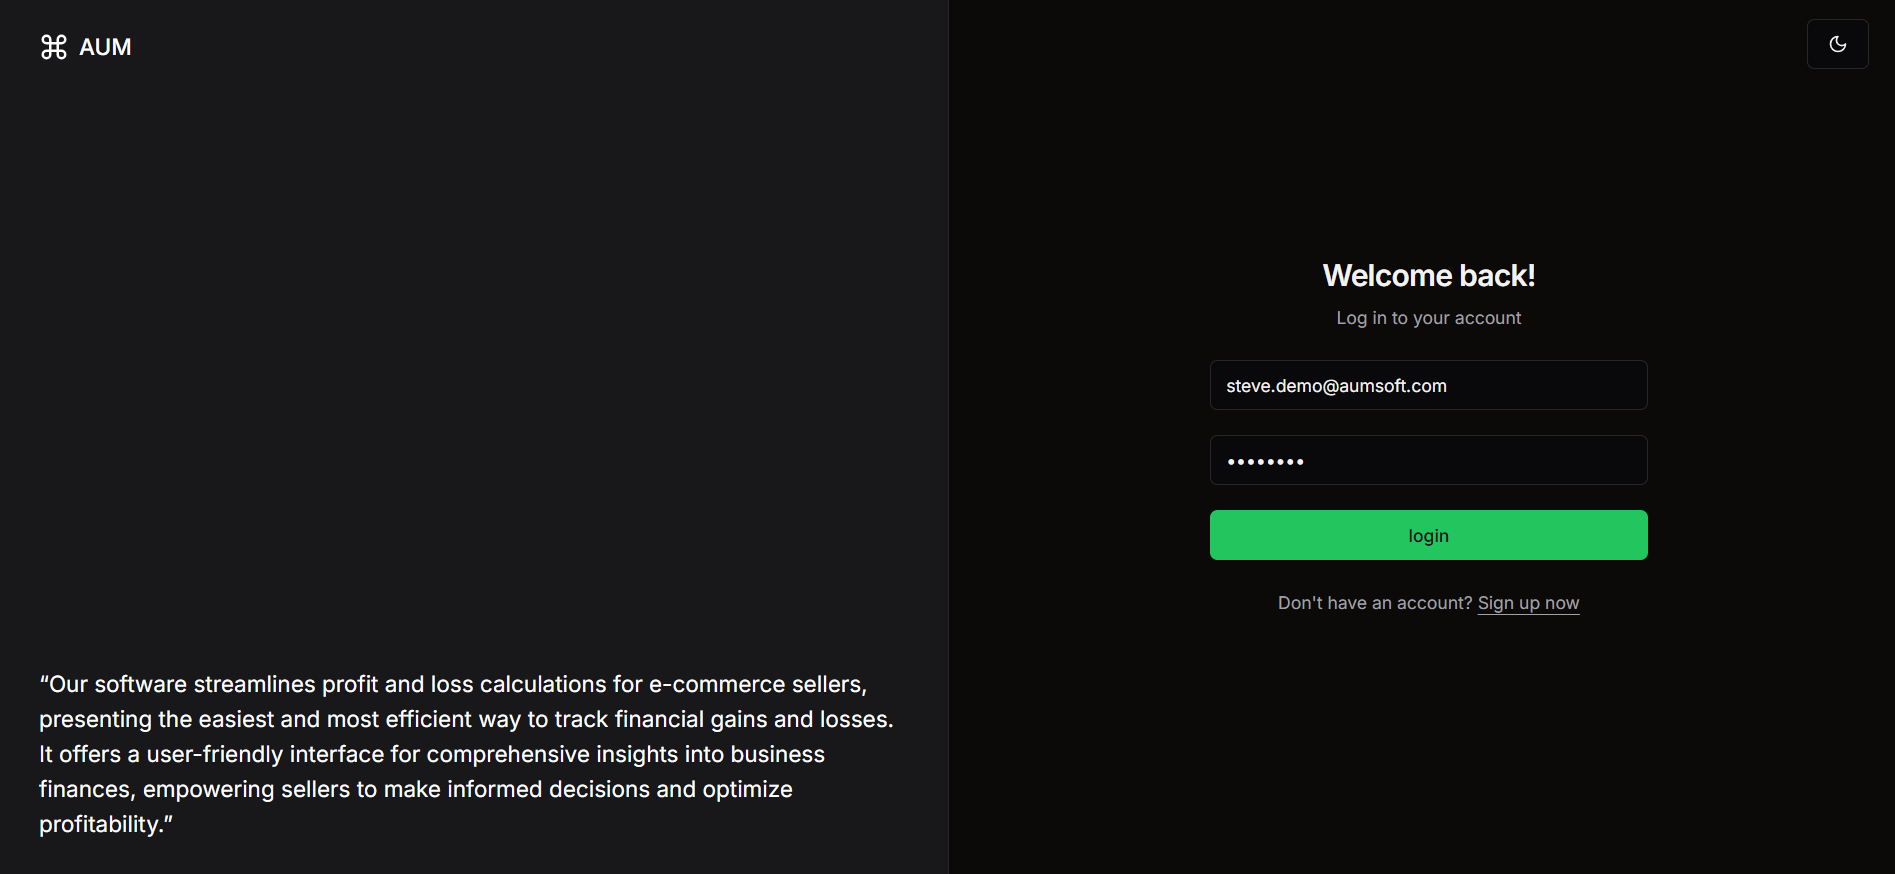 AUM
“Our software streamlines profit and loss calculations for e-commerce sellers,
presenting the easiest and most efficient way to track financial gains and losses.
It offers a user-friendly interface for comprehensive insights into business
finances, empowering sellers to make informed decisions and optimize
profitability.”
Welcome back!
Log in to your account
steve.demo@aumsoft.com
••••••••
login
Don't have an account? Sign up now